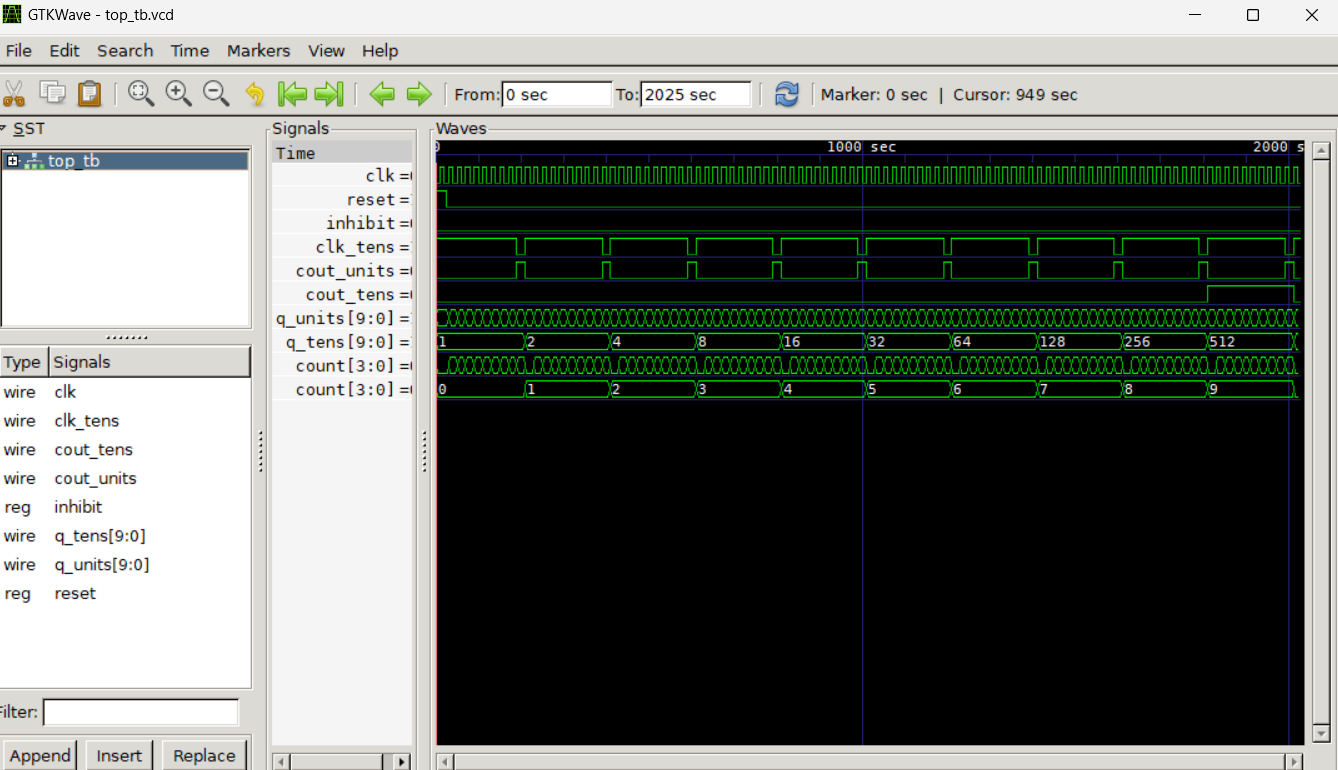 GTKWave - top_tb.vcd
File Edit Search Time Markers View Help
From: 0 sec To: 2025 sec Marker: 0 sec | Cursor: 949 sec
SST
top_tb
Type Signals
wire clk
wire clk_tens
wire cout_tens
wire cout_units
reg inhibit
wire q_tens[9:0]
wire q_units[9:0]
reg reset
Filter:
Append Insert Replace
Signals
Time
clk =
reset =
inhibit =
clk_tens =
cout_units =
cout_tens =
q_units[9:0] =
q_tens[9:0] =
count[3:0] =
count[3:0] =
Waves
0 1000 sec 2000 s
1 2 4 8 16 32 64 128 256 512
0 1 2 3 4 5 6 7 8 9